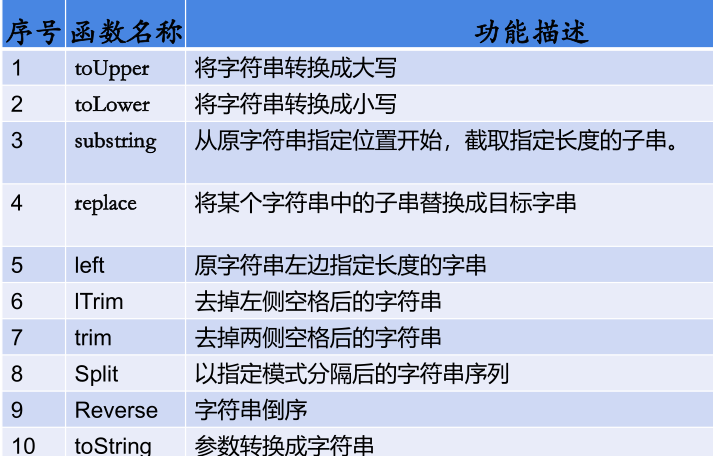 序号 函数名称 功能描述
1 toUpper 将字符串转换成大写
2 toLower 将字符串转换成小写
3 substring 从原字符串指定位置开始，截取指定长度的子串。
4 replace 将某个字符串中的子串替换成目标字串
5 left 原字符串左边指定长度的字串
6 lTrim 去掉左侧空格后的字符串
7 trim 去掉两侧空格后的字符串
8 Split 以指定模式分隔后的字符串序列
9 Reverse 字符串倒序
10 toString 参数转换成字符串